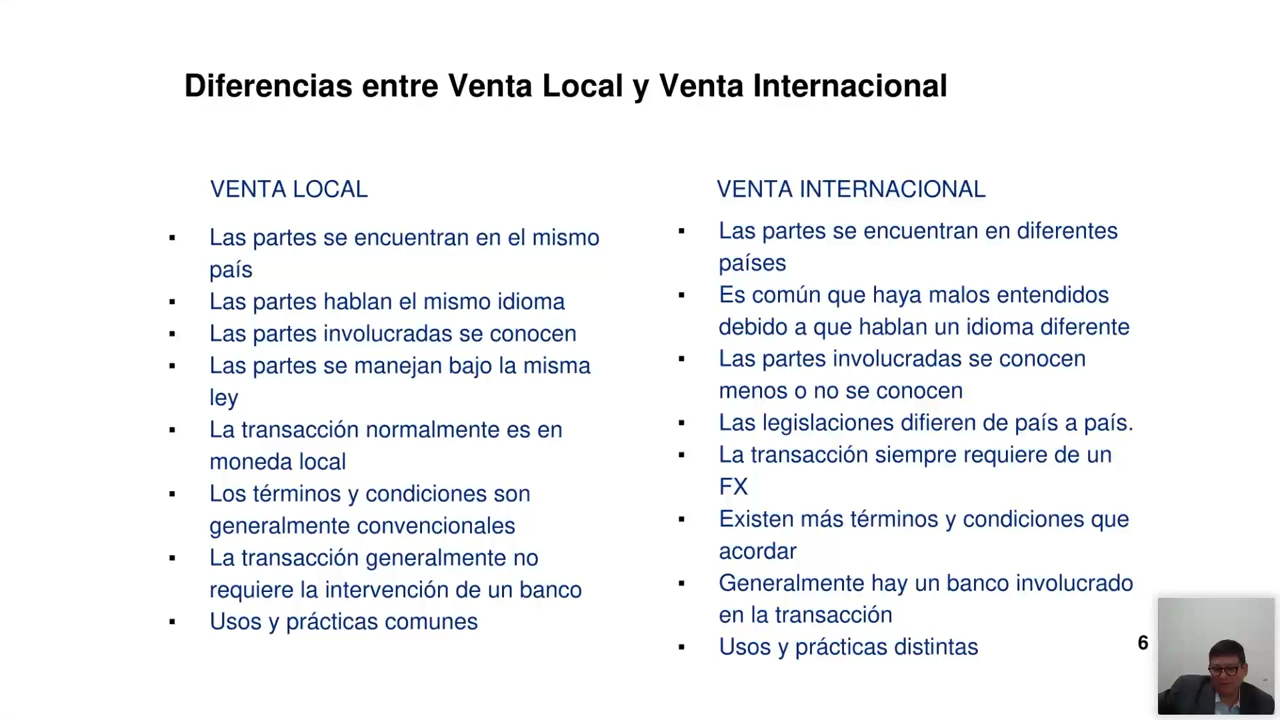 Diferencias entre Venta Local y Venta Internacional
VENTA LOCAL
▪ Las partes se encuentran en el mismo
país
▪ Las partes hablan el mismo idioma
▪ Las partes involucradas se conocen
▪ Las partes se manejan bajo la misma
ley
▪ La transacción normalmente es en
moneda local
▪ Los términos y condiciones son
generalmente convencionales
▪ La transacción generalmente no
requiere la intervención de un banco
▪ Usos y prácticas comunes
VENTA INTERNACIONAL
▪ Las partes se encuentran en diferentes
países
▪ Es común que haya malos entendidos
debido a que hablan un idioma diferente
▪ Las partes involucradas se conocen
menos o no se conocen
▪ Las legislaciones difieren de país a país.
▪ La transacción siempre requiere de un
FX
▪ Existen más términos y condiciones que
acordar
▪ Generalmente hay un banco involucrado
en la transacción
▪ Usos y prácticas distintas
6